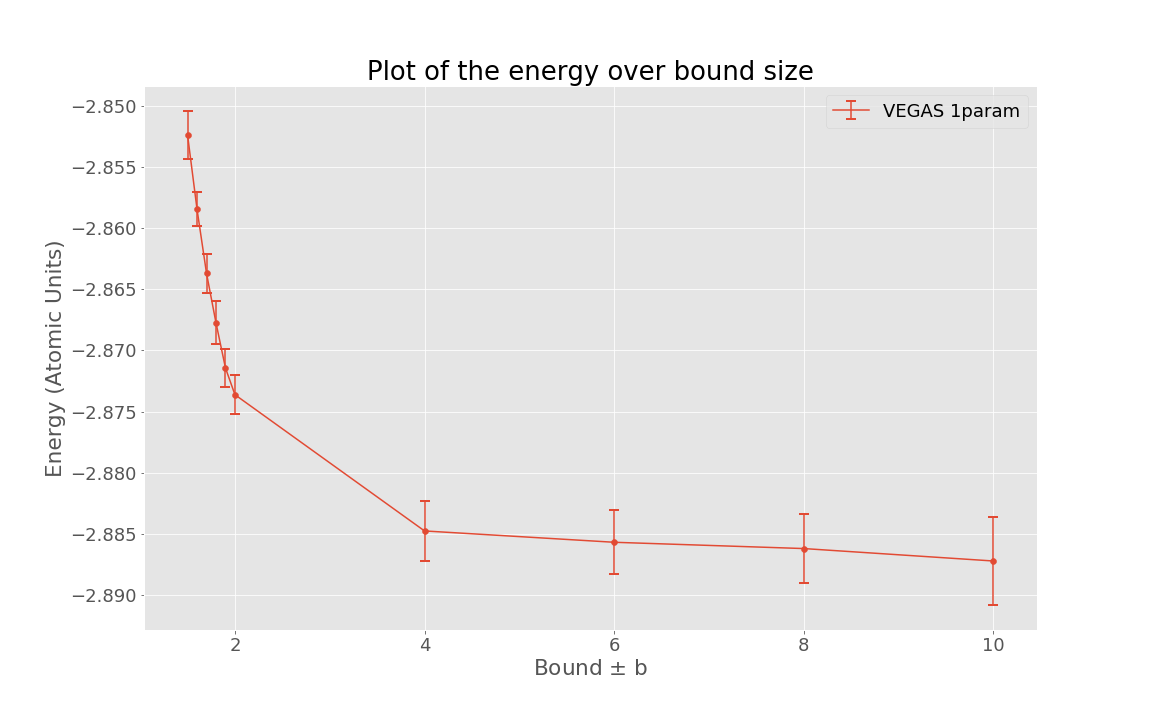 Plot of the energy over bound size
VEGAS 1param
Energy (Atomic Units)
−2.850
−2.855
−2.860
−2.865
−2.870
−2.875
−2.880
−2.885
−2.890
2 4 6 8 10
Bound ± b